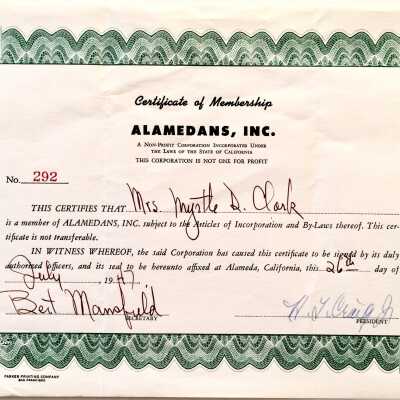 Certificate of Membership
ALAMEDANS, INC.
A NON-PROFIT CORPORATION INCORPORATED UNDER
THE LAWS OF THE STATE OF CALIFORNIA
THIS CORPORATION IS NOT ONE FOR PROFIT
No. 292
THIS CERTIFIES THAT Mrs. Myrtle D. Clark
is a member of ALAMEDANS, INC. subject to the Articles of Incorporation and By-Laws thereof. This cer-
tificate is not transferable.
IN WITNESS WHEREOF, the said Corporation has caused this certificate to be signed by its duly
authorized officers, and its seal to be hereunto affixed at Alameda, California, this 26th day of
July, 1947.
Bert Mansfield
SECRETARY
PRESIDENT
PARKER PRINTING COMPANY
SAN FRANCISCO